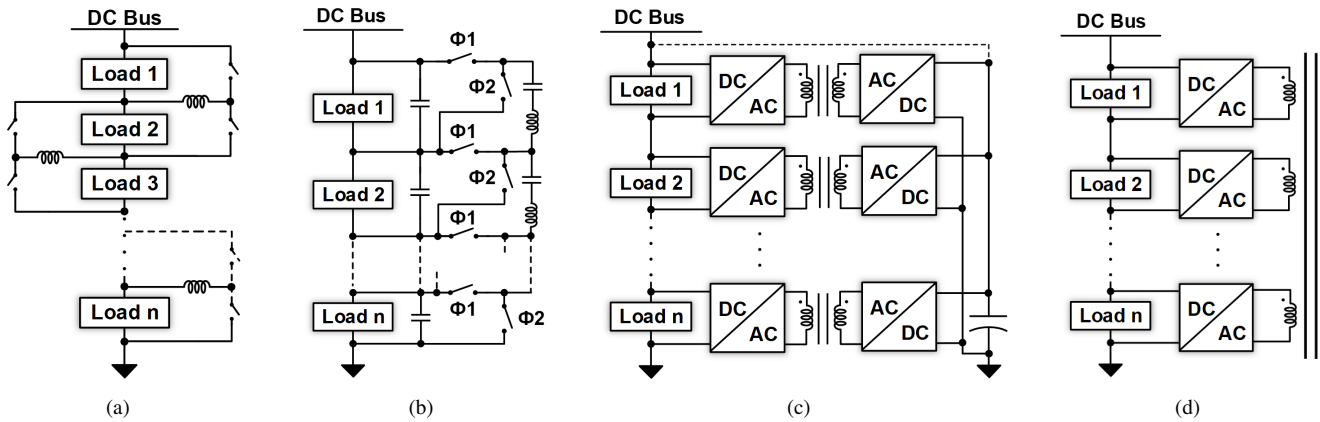 DC Bus
Load 1
Load 2
Load 3
Load n
(a)
DC Bus
Φ1
Φ2
Load 1
Φ1
Φ2
Load 2
Φ1
Load n
Φ1
Φ2
(b)
DC Bus
Load 1
DC
AC
AC
DC
Load 2
DC
AC
AC
DC
Load n
DC
AC
AC
DC
(c)
DC Bus
Load 1
DC
AC
Load 2
DC
AC
Load n
DC
AC
(d)